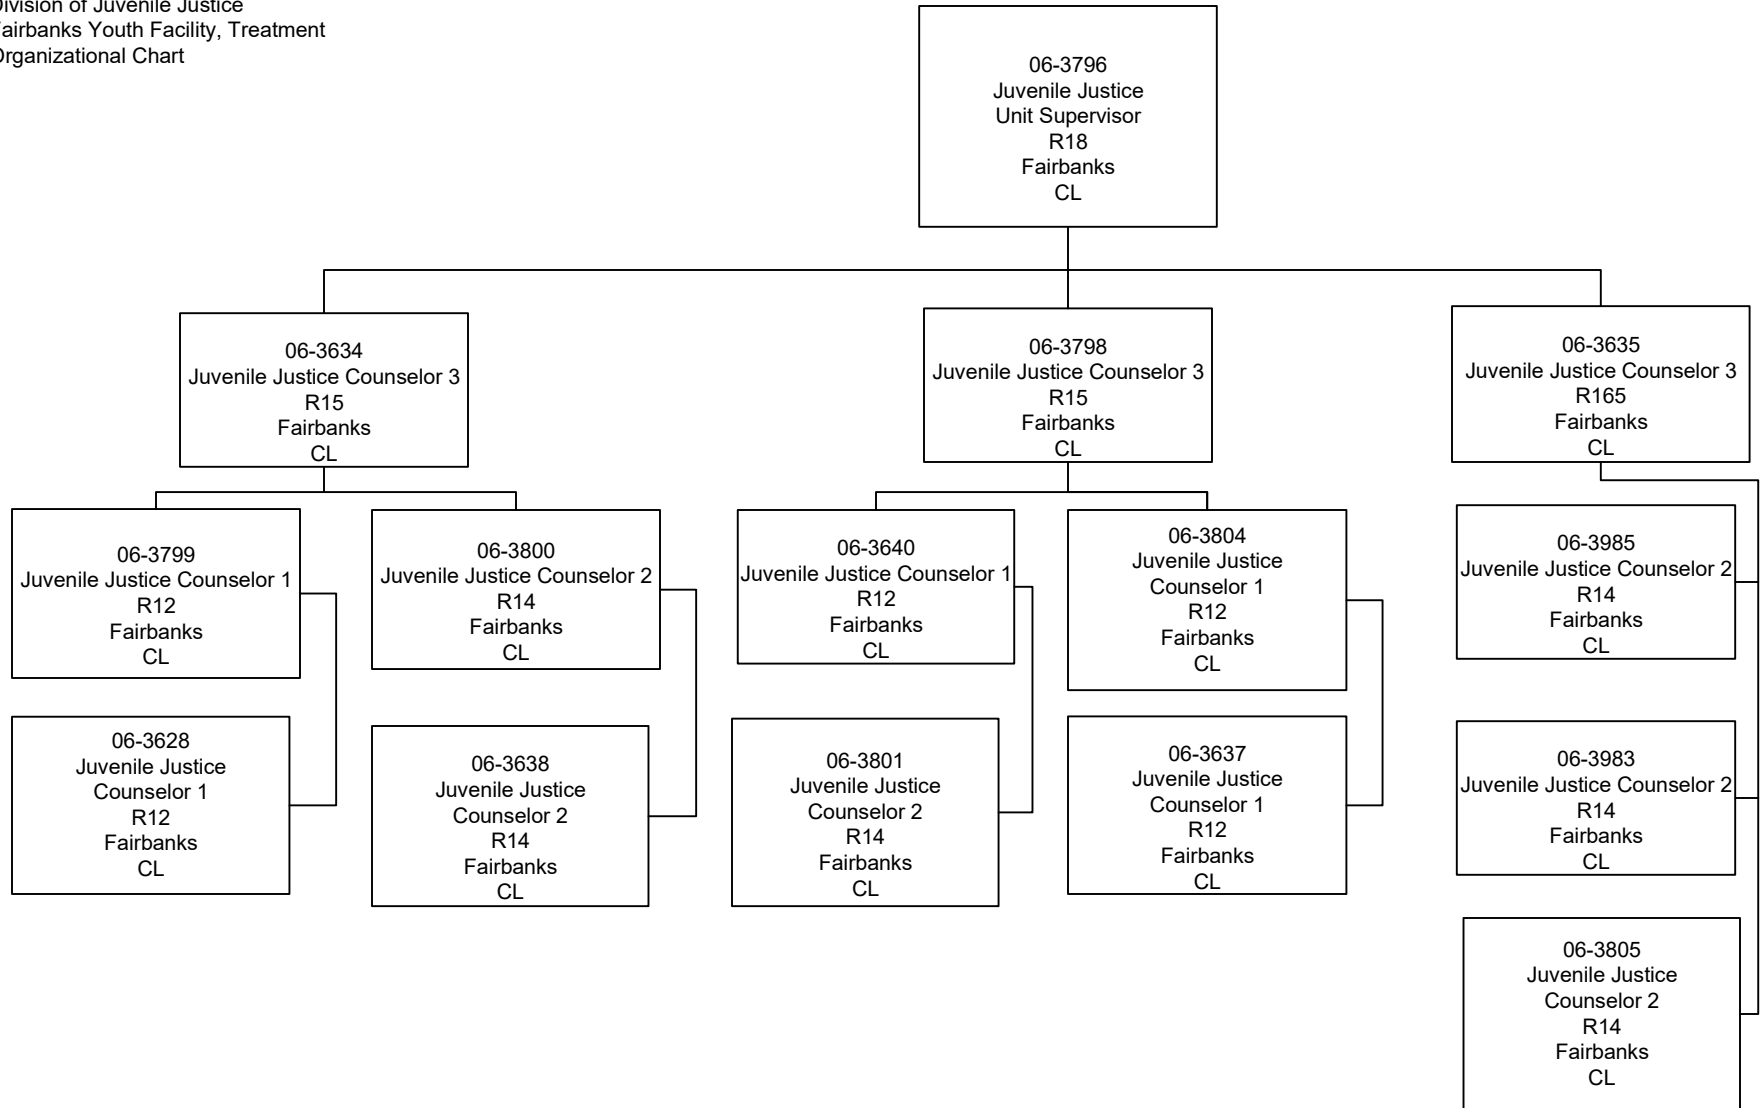 Division of Juvenile Justice
Fairbanks Youth Facility, Treatment
Organizational Chart
06-3796
Juvenile Justice
Unit Supervisor
R18
Fairbanks
CL
06-3634
Juvenile Justice Counselor 3
R15
Fairbanks
CL
06-3798
Juvenile Justice Counselor 3
R15
Fairbanks
CL
06-3635
Juvenile Justice Counselor 3
R165
Fairbanks
CL
06-3799
Juvenile Justice Counselor 1
R12
Fairbanks
CL
06-3800
Juvenile Justice Counselor 2
R14
Fairbanks
CL
06-3640
Juvenile Justice Counselor 1
R12
Fairbanks
CL
06-3804
Juvenile Justice
Counselor 1
R12
Fairbanks
CL
06-3985
Juvenile Justice Counselor 2
R14
Fairbanks
CL
06-3628
Juvenile Justice
Counselor 1
R12
Fairbanks
CL
06-3638
Juvenile Justice
Counselor 2
R14
Fairbanks
CL
06-3801
Juvenile Justice
Counselor 2
R14
Fairbanks
CL
06-3637
Juvenile Justice
Counselor 1
R12
Fairbanks
CL
06-3983
Juvenile Justice Counselor 2
R14
Fairbanks
CL
06-3805
Juvenile Justice
Counselor 2
R14
Fairbanks
CL